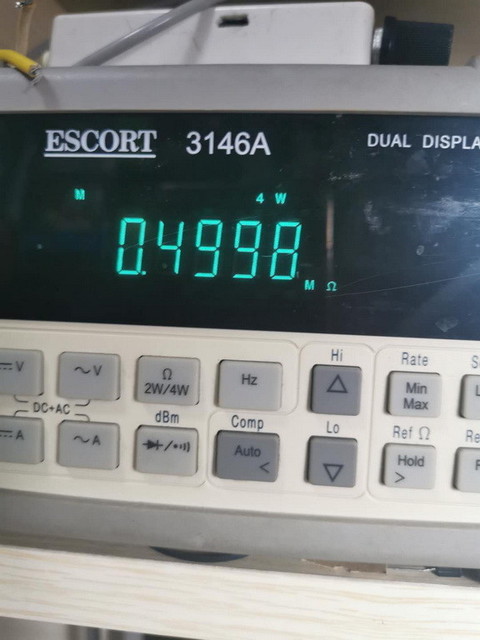 ESCORT 3146A DUAL DISPLA
M 4 W
0.4998
M Ω
Hi Rate
⎓V ~V Ω 2W/4W Hz △ Min Max
DC+AC dBm Comp Lo Ref Ω Re
⎓A ~A Auto < ▽ Hold >